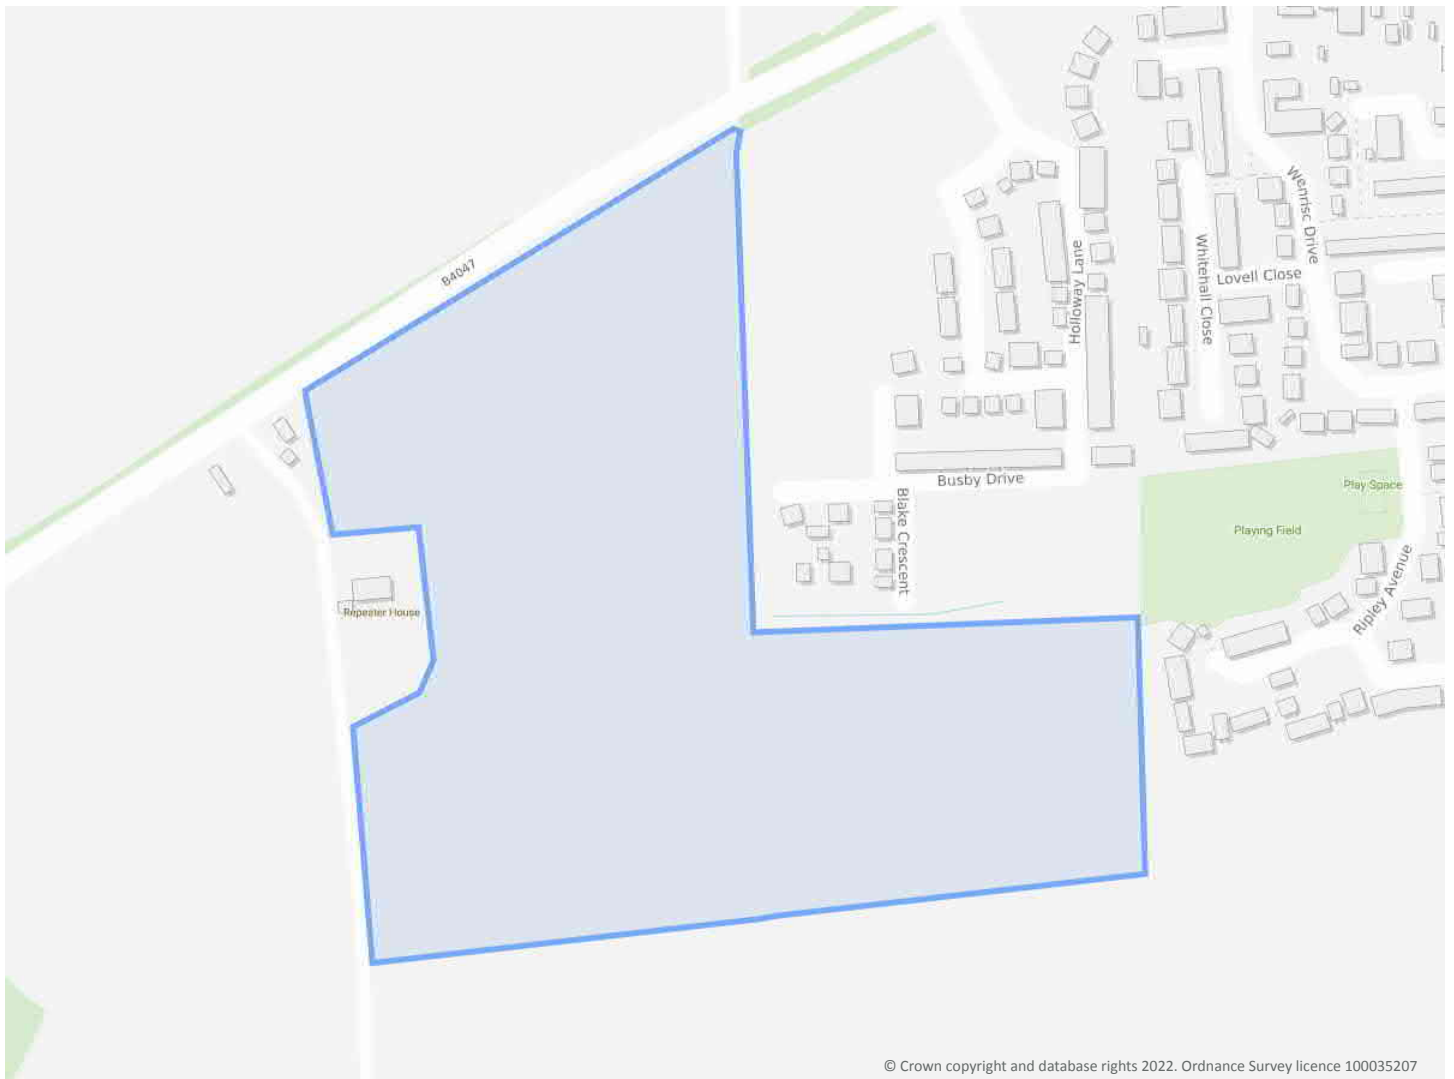 B4047
Wenrisc Drive
Holloway Lane
Whitehall Close
Lovell Close
Busby Drive
Blake Crescent
Play Space
Playing Field
Ripley Avenue
Repeater House
© Crown copyright and database rights 2022. Ordnance Survey licence 100035207